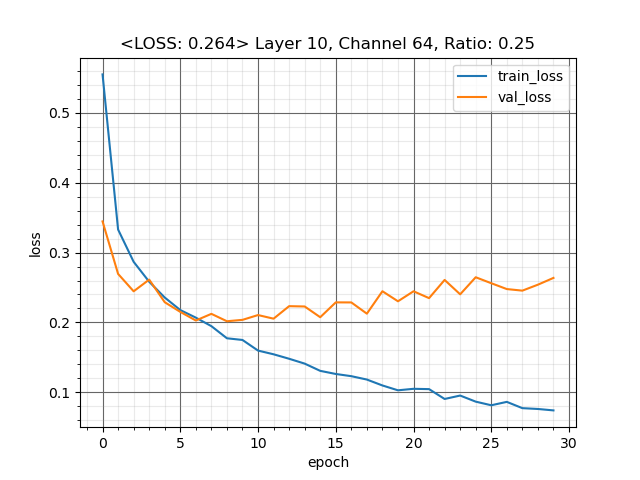 <LOSS: 0.264> Layer 10, Channel 64, Ratio: 0.25
train_loss
val_loss
loss
0.5
0.4
0.3
0.2
0.1
0 5 10 15 20 25 30
epoch